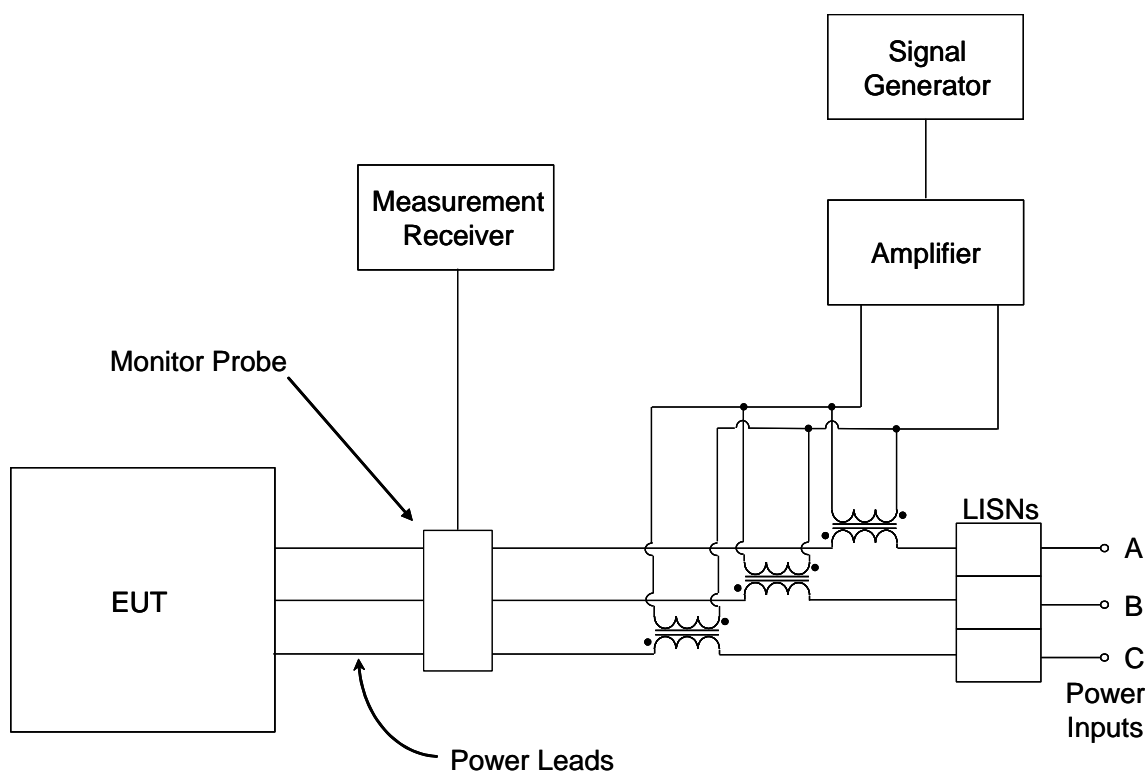 Signal
Generator
Measurement
Receiver
Amplifier
Monitor Probe
LISNs
A
EUT
B
C
Power
Inputs
Power Leads